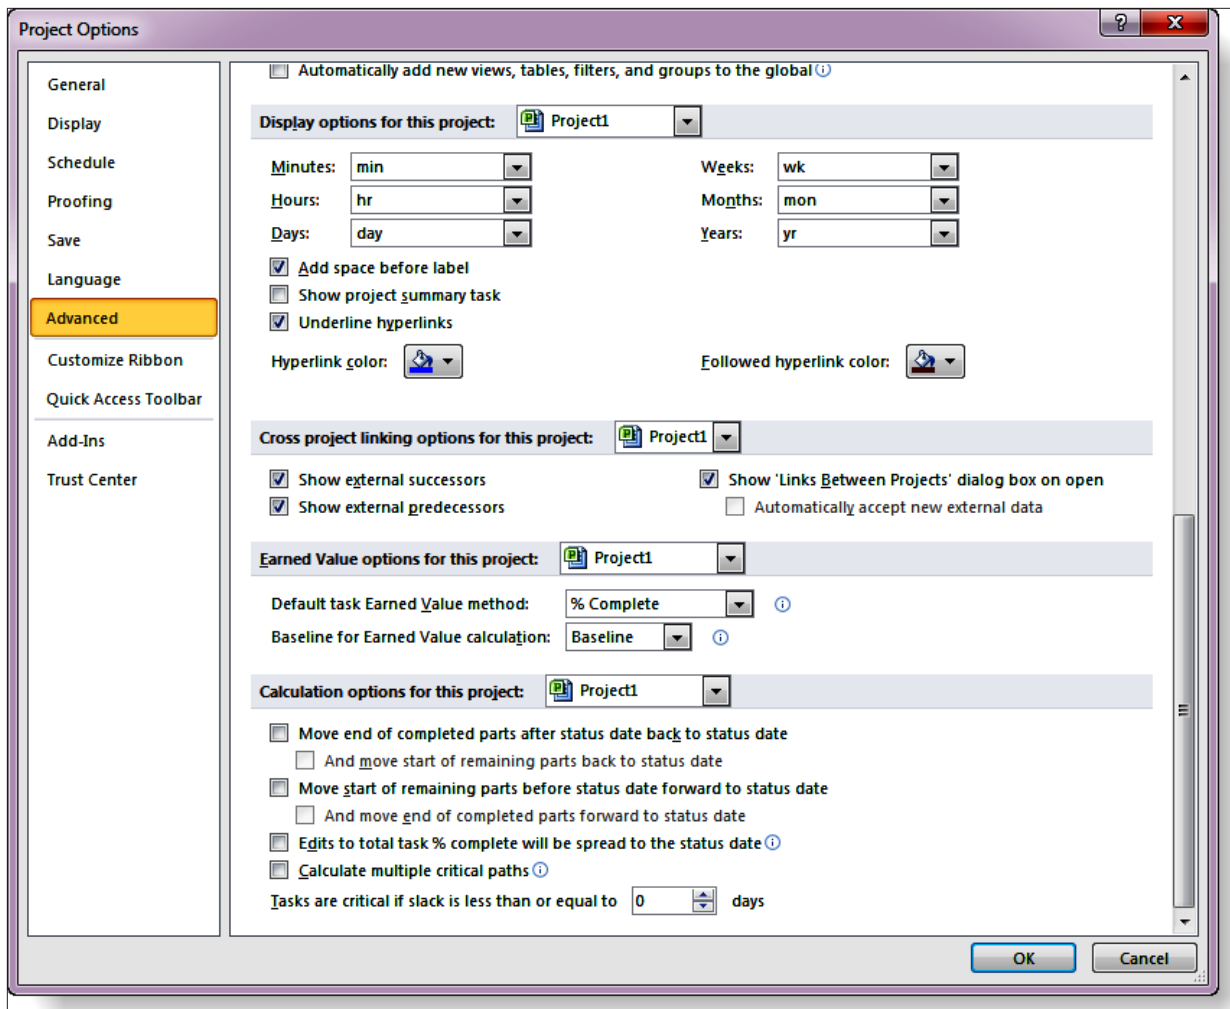 Project Options
General
Display
Schedule
Proofing
Save
Language
Advanced
Customize Ribbon
Quick Access Toolbar
Add-Ins
Trust Center
Automatically add new views, tables, filters, and groups to the global
Display options for this project: Project1
Minutes: min Weeks: wk
Hours: hr Months: mon
Days: day Years: yr
Add space before label
Show project summary task
Underline hyperlinks
Hyperlink color: Followed hyperlink color:
Cross project linking options for this project: Project1
Show external successors Show 'Links Between Projects' dialog box on open
Show external predecessors Automatically accept new external data
Earned Value options for this project: Project1
Default task Earned Value method: % Complete
Baseline for Earned Value calculation: Baseline
Calculation options for this project: Project1
Move end of completed parts after status date back to status date
And move start of remaining parts back to status date
Move start of remaining parts before status date forward to status date
And move end of completed parts forward to status date
Edits to total task % complete will be spread to the status date
Calculate multiple critical paths
Tasks are critical if slack is less than or equal to 0 days
OK Cancel